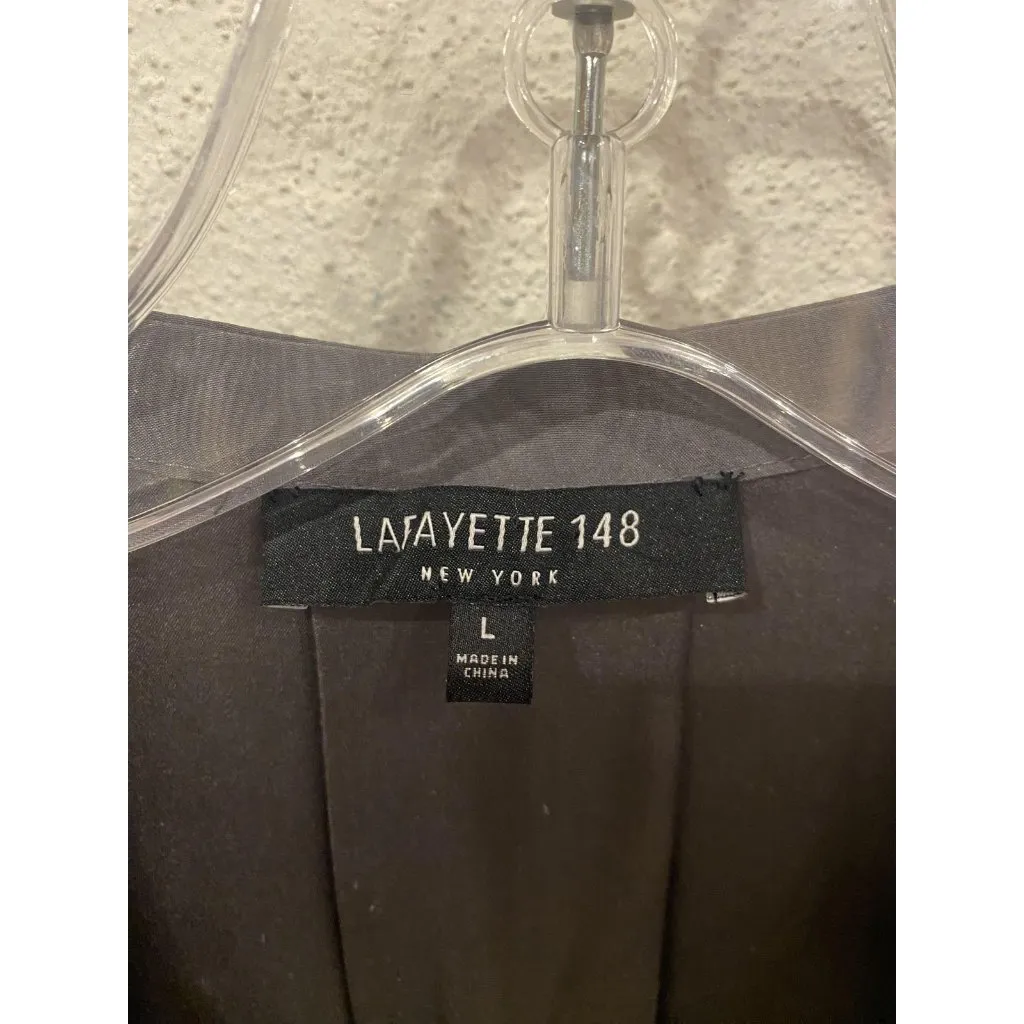 LAFAYETTE 148
NEW YORK
L
MADE IN
CHINA